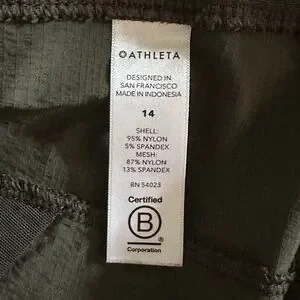 ATHLETA
DESIGNED IN
SAN FRANCISCO
MADE IN INDONESIA
14
SHELL:
95% NYLON
5% SPANDEX
MESH:
87% NYLON
13% SPANDEX
RN 54023
Certified
B
®
Corporation